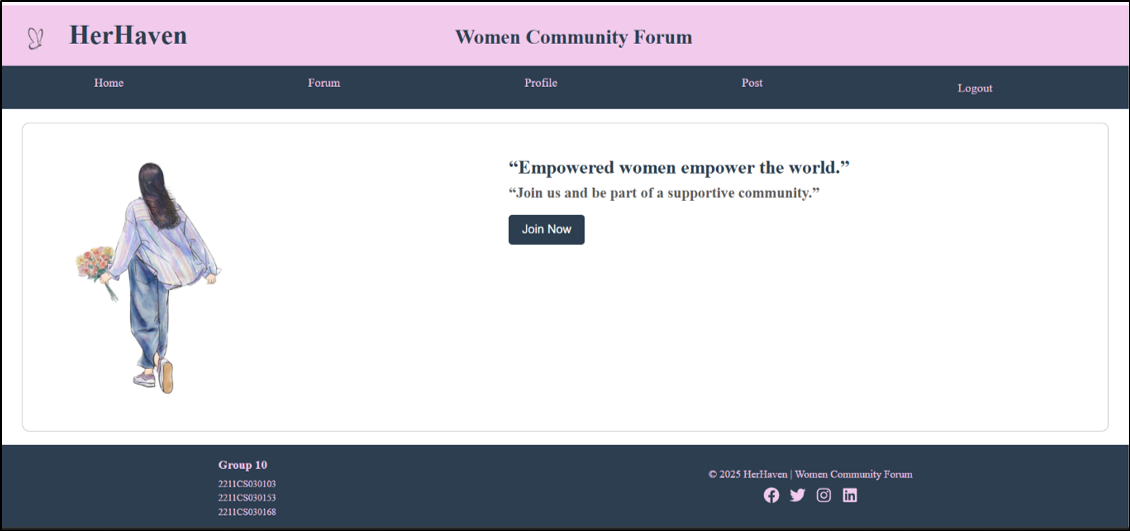 HerHaven
Women Community Forum
Home Forum Profile Post Logout
“Empowered women empower the world.”
“Join us and be part of a supportive community.”
Join Now
Group 10
2211CS030103
2211CS030153
2211CS030168
© 2025 HerHaven | Women Community Forum